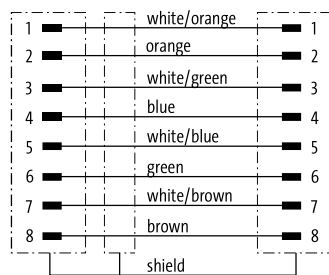 1 white/orange 1
2 orange 2
3 white/green 3
4 blue 4
5 white/blue 5
6 green 6
7 white/brown 7
8 brown 8
shield